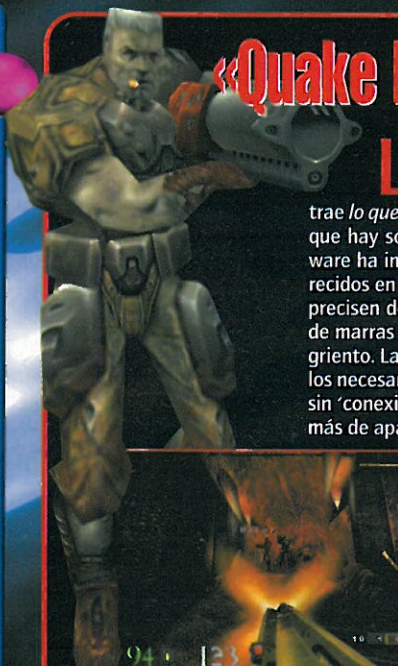 «Quake
L
trae lo que
que hay so
ware ha in
recidos en
precisen d
de marras
griento. La
los necesar
sin ‘conexi
más de apa
94 23